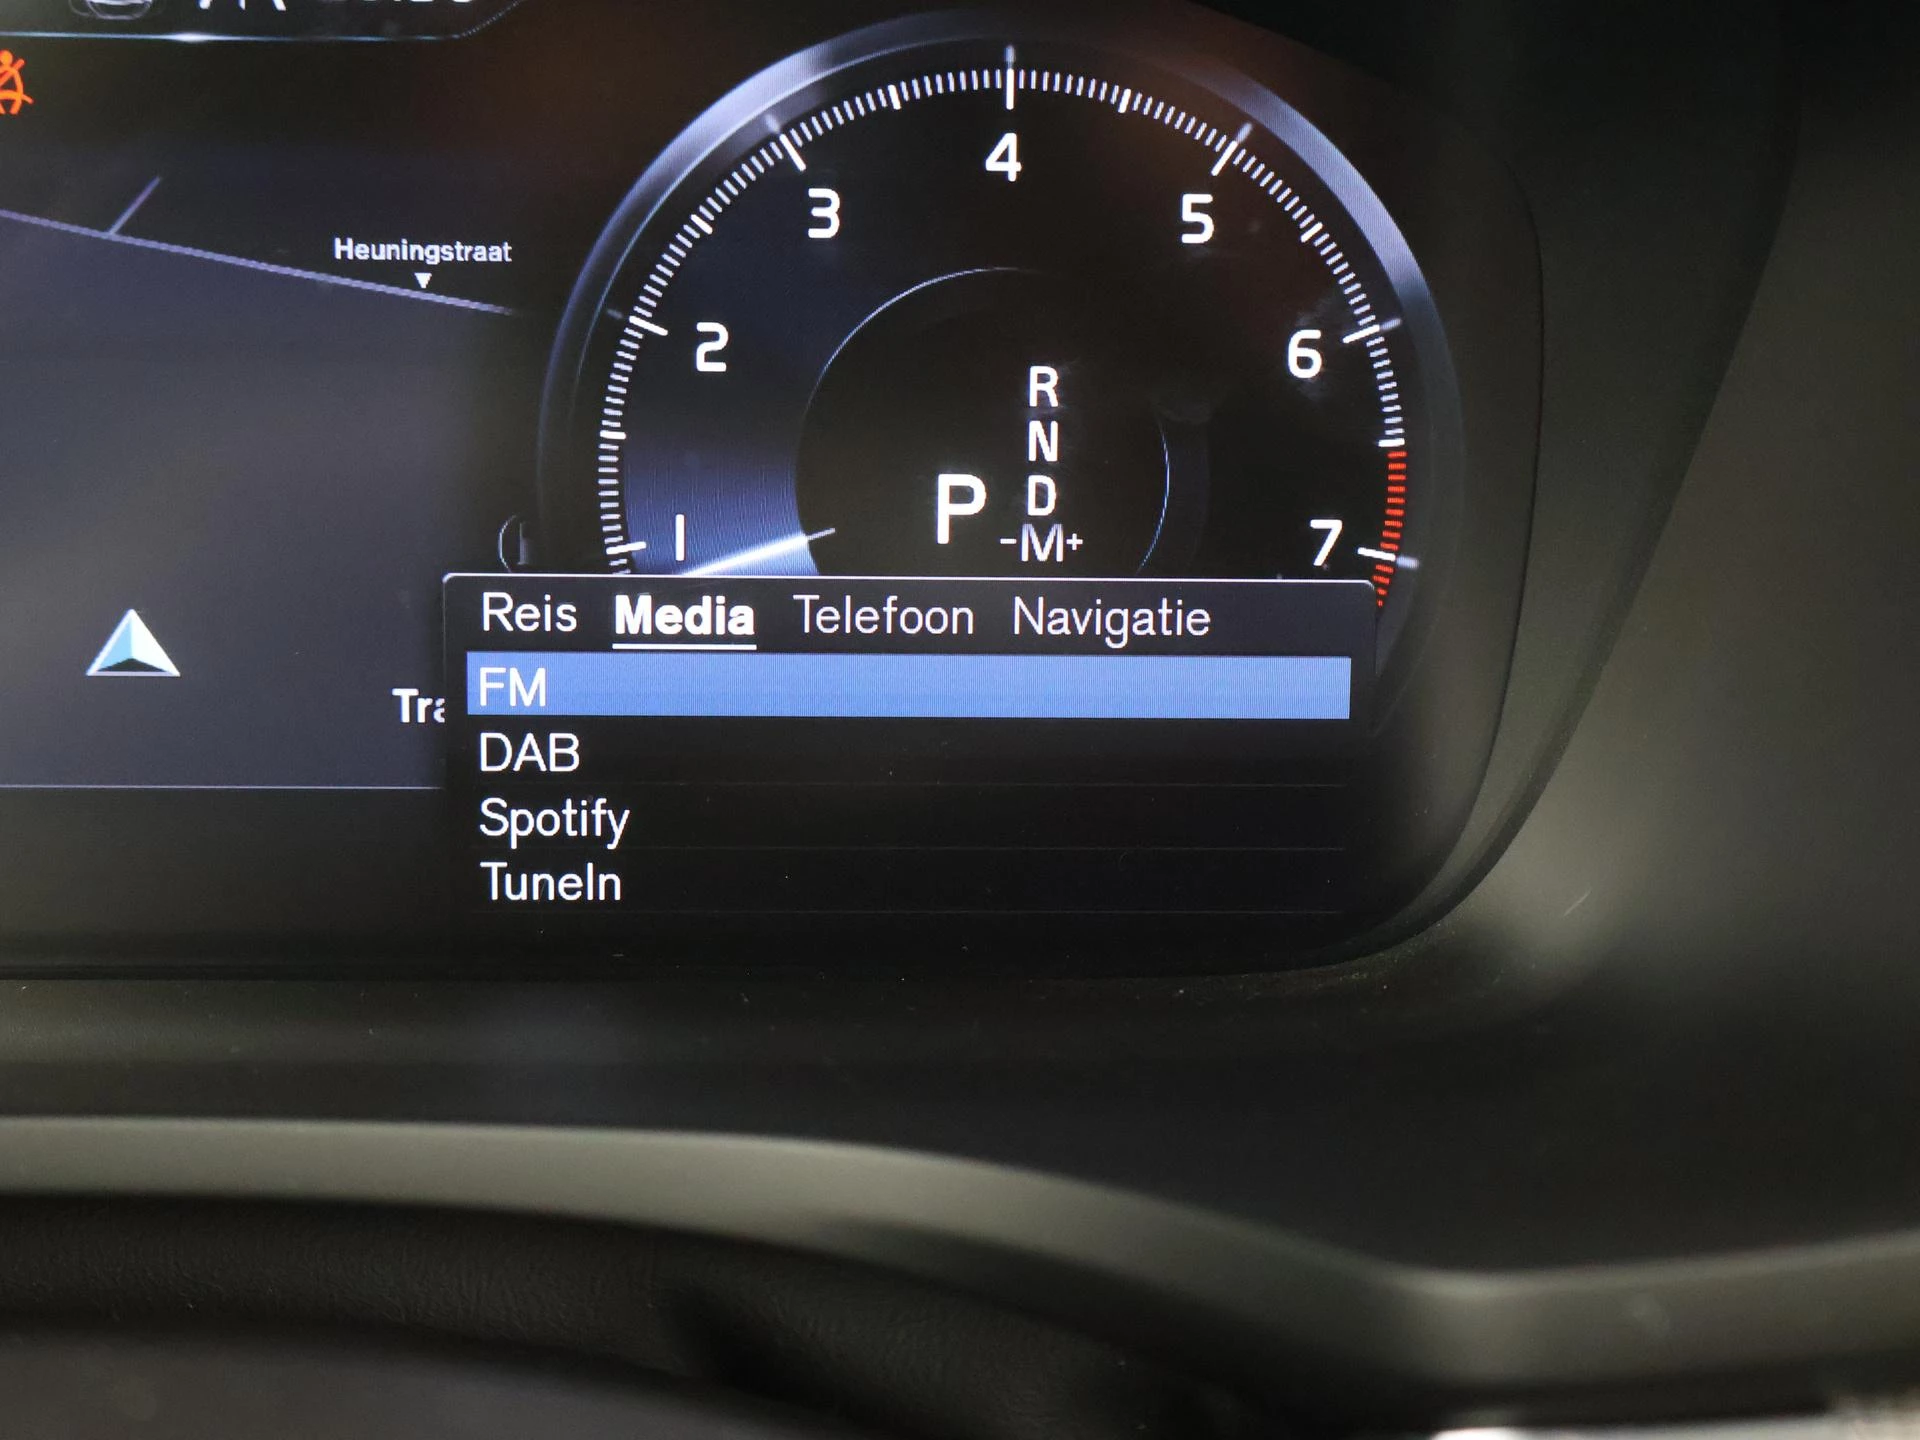 Heuningstraat
1
2
3
4
5
6
7
R
N
D
P
-M+
Reis Media Telefoon Navigatie
FM
DAB
Spotify
TuneIn